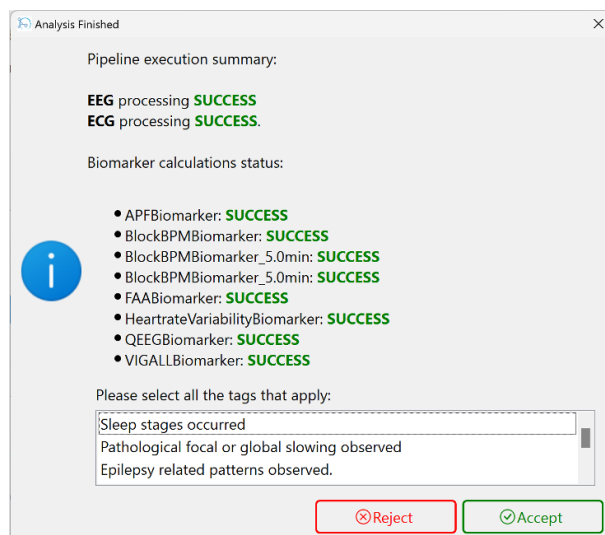 Analysis Finished
Pipeline execution summary:
EEG processing SUCCESS
ECG processing SUCCESS.
Biomarker calculations status:
APFBiomarker: SUCCESS
BlockBPMBiomarker: SUCCESS
BlockBPMBiomarker_5.0min: SUCCESS
BlockBPMBiomarker_5.0min: SUCCESS
FAABiomarker: SUCCESS
HeartrateVariabilityBiomarker: SUCCESS
QEEGBiomarker: SUCCESS
VIGALLBiomarker: SUCCESS
Please select all the tags that apply:
Sleep stages occurred
Pathological focal or global slowing observed
Epilepsy related patterns observed.
Reject
Accept